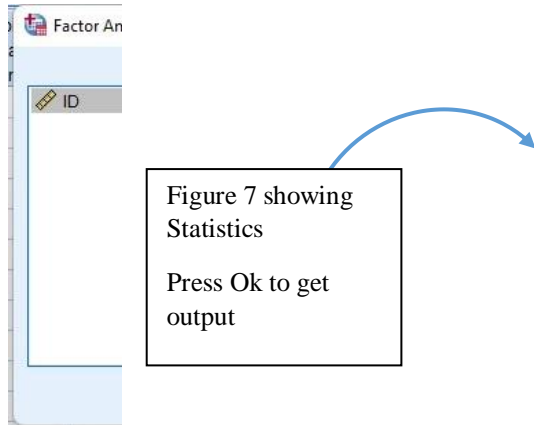 Factor An
ID
Figure 7 showing
Statistics
Press Ok to get
output